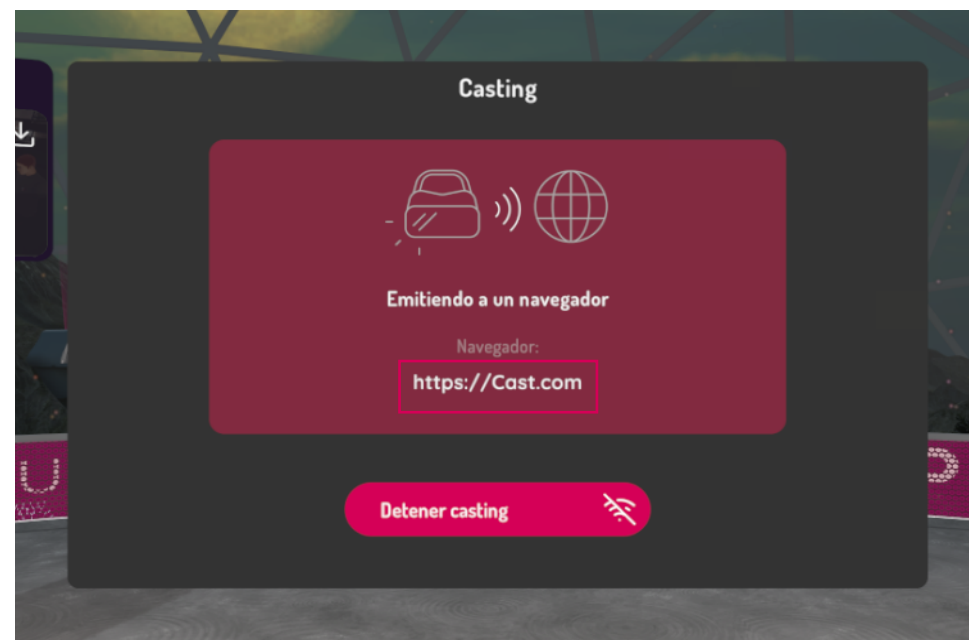 Casting
Emitiendo a un navegador
Navegador:
https://Cast.com
Detener casting